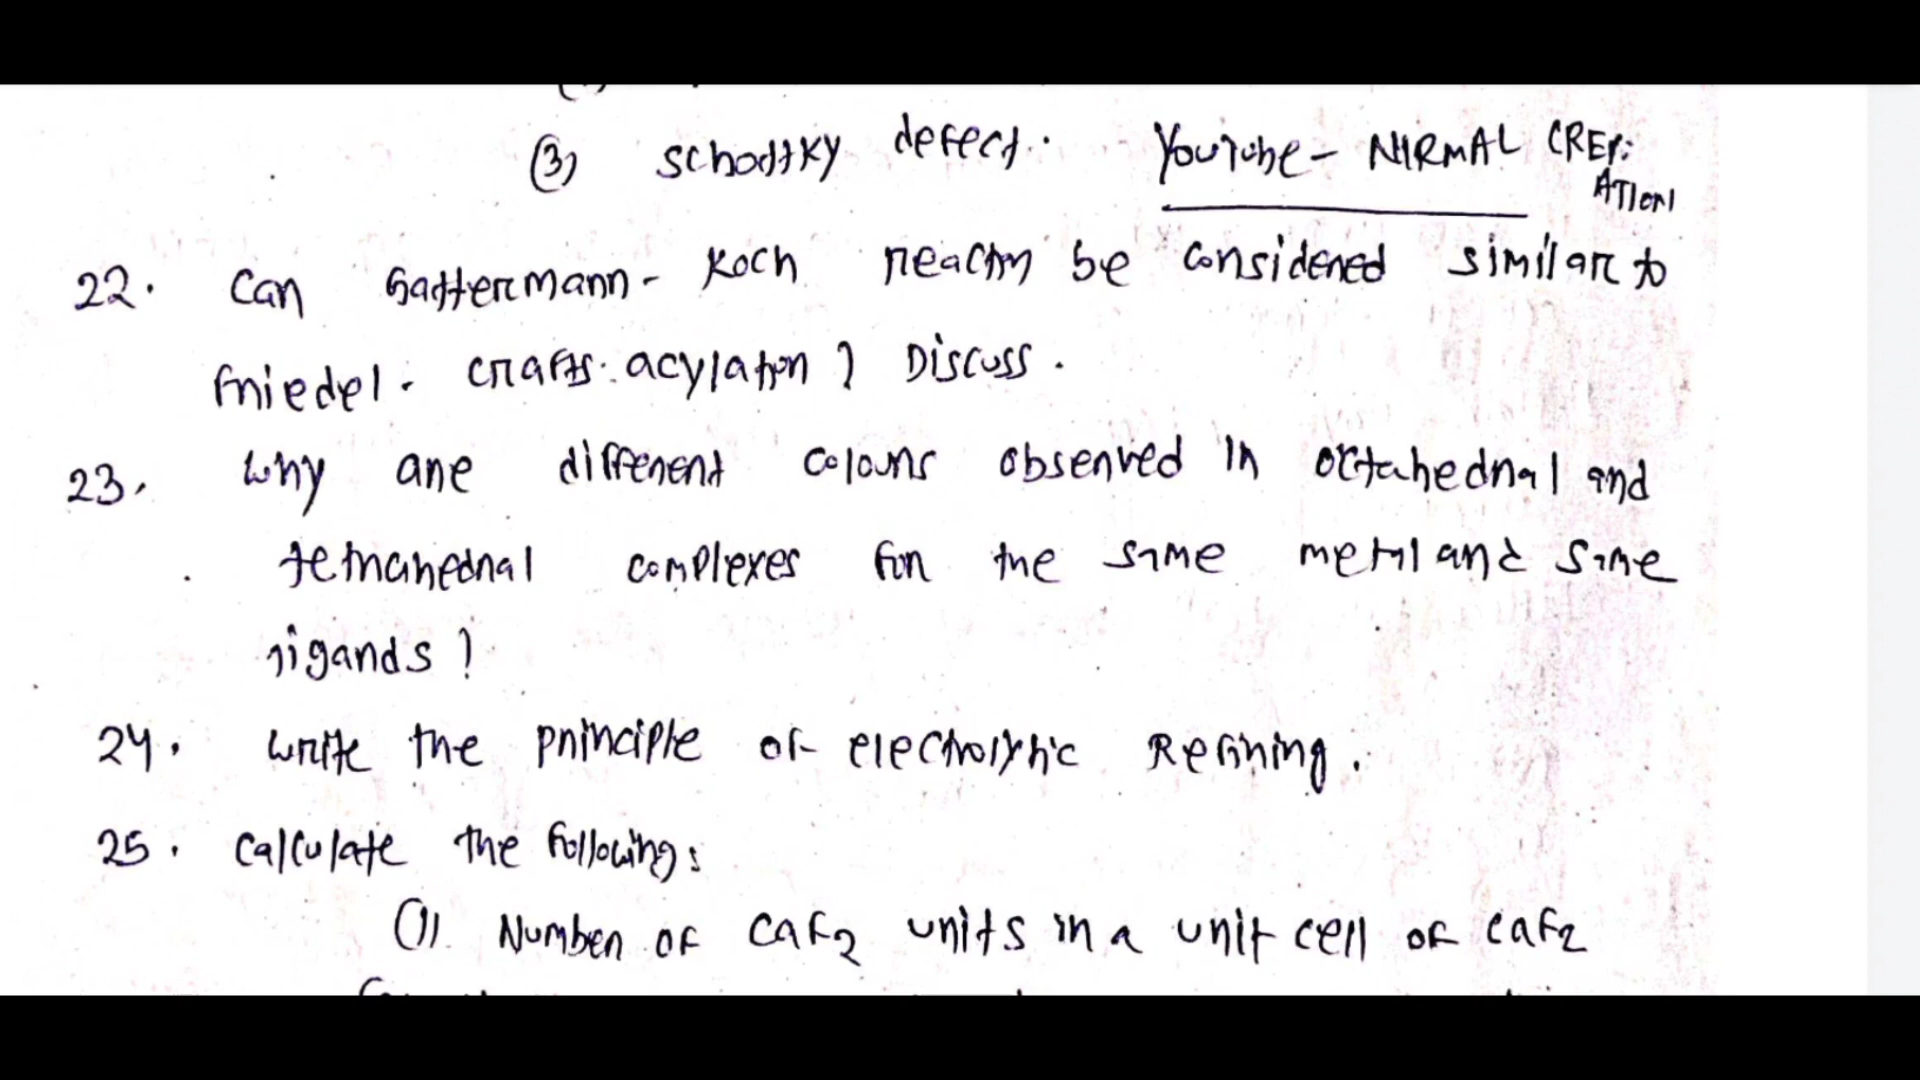 (3) Schottky defect. YouTube - NIRMAL CRE
ATION
22. Can Gattermann - Koch reaction be considered similar to
Friedel - crafts acylation ? Discuss .
23. Why are different colours observed in octahedral and
tetrahedral complexes for the same metal and same
ligands ?
24. Write the principle of electrolytic Refining .
25. Calculate the following :
(1). Number of CaF2 units in a unit cell of CaF2